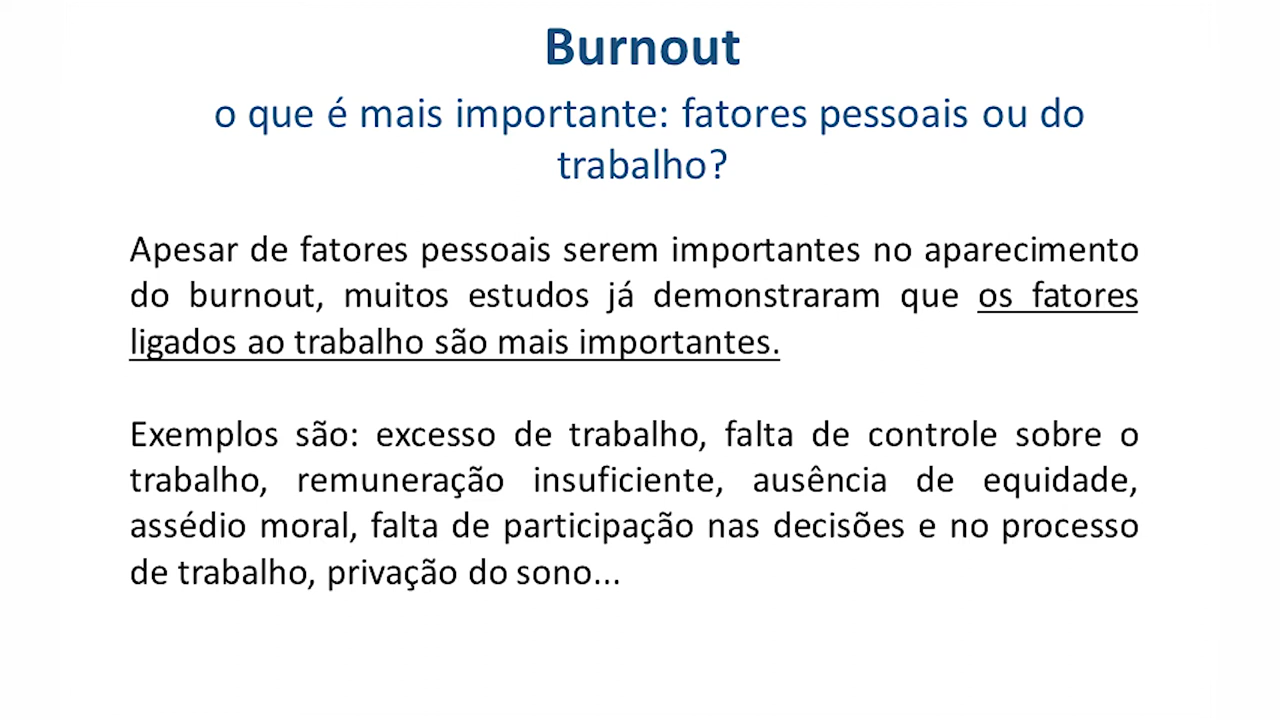 Burnout
o que é mais importante: fatores pessoais ou do
trabalho?
Apesar de fatores pessoais serem importantes no aparecimento
do burnout, muitos estudos já demonstraram que os fatores
ligados ao trabalho são mais importantes.
Exemplos são: excesso de trabalho, falta de controle sobre o
trabalho, remuneração insuficiente, ausência de equidade,
assédio moral, falta de participação nas decisões e no processo
de trabalho, privação do sono...